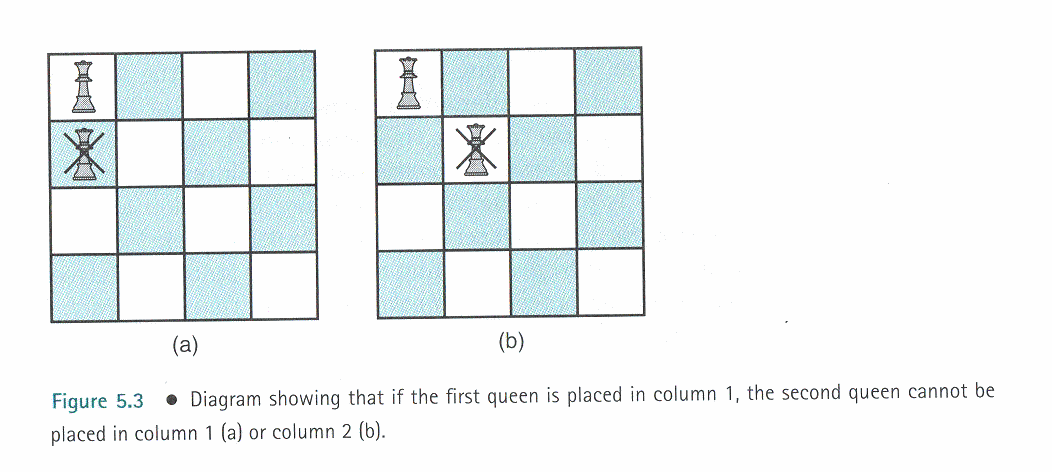 (a)
(b)
Figure 5.3 • Diagram showing that if the first queen is placed in column 1, the second queen cannot be
placed in column 1 (a) or column 2 (b).